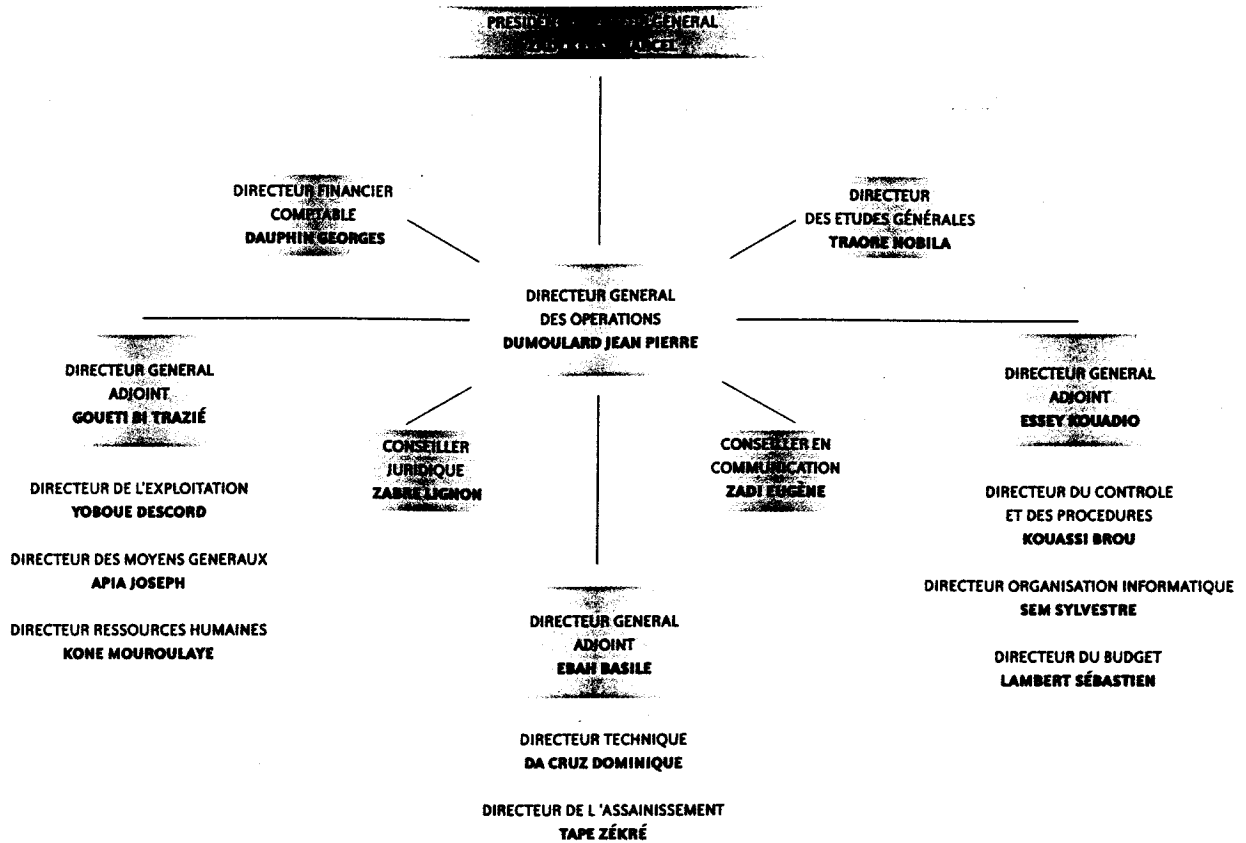 GENERAL
DIRECTEUR FINANCIER
COMPTABLE
DAUPHIN GEORGES
DIRECTEUR
DES ETUDES GÉNÉRALES
TRAORE NOBILA
DIRECTEUR GENERAL
DES OPERATIONS
DUMOULARD JEAN PIERRE
DIRECTEUR GENERAL
ADJOINT
GOUETI BI TRAZIÉ
DIRECTEUR DE L'EXPLOITATION
YOBOUE DESCORD
DIRECTEUR DES MOYENS GENERAUX
APIA JOSEPH
DIRECTEUR RESSOURCES HUMAINES
KONE MOUROULAYE
CONSEILLER
JURIDIQUE
ZABRE LIGNON
CONSEILLER EN
COMMUNICATION
ZADI EUGÈNE
DIRECTEUR GENERAL
ADJOINT
EBAH BASILE
DIRECTEUR TECHNIQUE
DA CRUZ DOMINIQUE
DIRECTEUR DE L 'ASSAINISSEMENT
TAPE ZÉKRÉ
DIRECTEUR GENERAL
ADJOINT
ESSEY KOUADIO
DIRECTEUR DU CONTROLE
ET DES PROCEDURES
KOUASSI BROU
DIRECTEUR ORGANISATION INFORMATIQUE
SEM SYLVESTRE
DIRECTEUR DU BUDGET
LAMBERT SÉBASTIEN